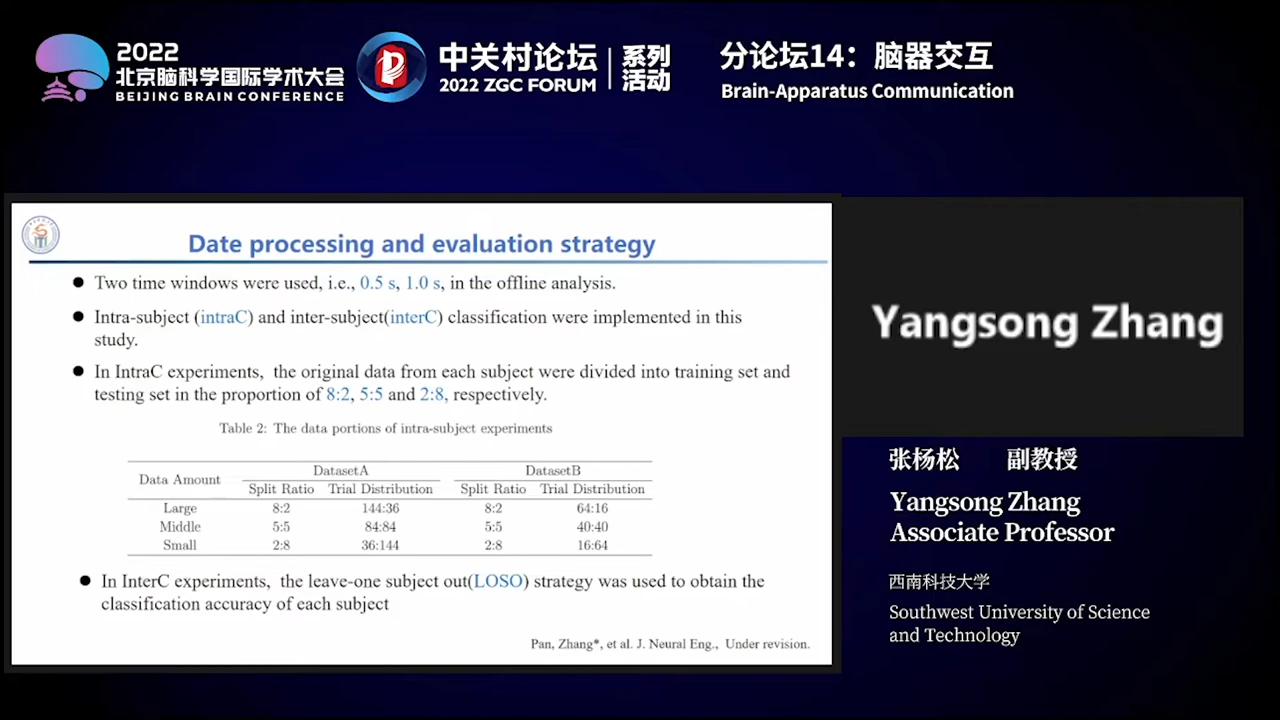 2022
北京脑科学国际学术大会
BEIJING BRAIN CONFERENCE
中关村论坛
2022 ZGC FORUM
系列
活动
分论坛14：脑器交互
Brain-Apparatus Communication
Date processing and evaluation strategy
Two time windows were used, i.e., 0.5 s, 1.0 s, in the offline analysis.
Intra-subject (intraC) and inter-subject(interC) classification were implemented in this
study.
In IntraC experiments, the original data from each subject were divided into training set and
testing set in the proportion of 8:2, 5:5 and 2:8, respectively.
Table 2: The data portions of intra-subject experiments
Data Amount DatasetA DatasetB
Split Ratio Trial Distribution Split Ratio Trial Distribution
Large 8:2 144:36 8:2 64:16
Middle 5:5 84:84 5:5 40:40
Small 2:8 36:144 2:8 16:64
In InterC experiments, the leave-one subject out(LOSO) strategy was used to obtain the
classification accuracy of each subject
Pan, Zhang*, et al. J. Neural Eng., Under revision.
Yangsong Zhang
张杨松 副教授
Yangsong Zhang
Associate Professor
西南科技大学
Southwest University of Science
and Technology